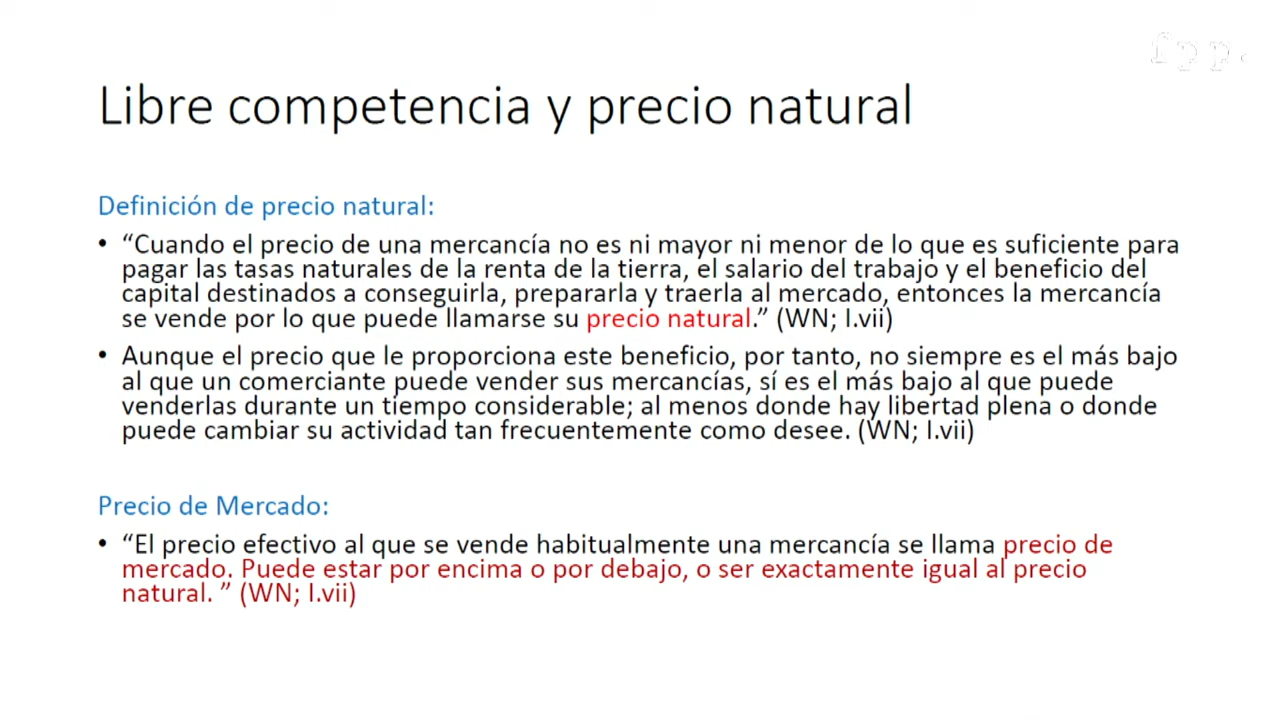 fpp.
Libre competencia y precio natural
Definición de precio natural:
• “Cuando el precio de una mercancía no es ni mayor ni menor de lo que es suficiente para
pagar las tasas naturales de la renta de la tierra, el salario del trabajo y el beneficio del
capital destinados a conseguirla, prepararla y traerla al mercado, entonces la mercancía
se vende por lo que puede llamarse su precio natural.” (WN; I.vii)
• Aunque el precio que le proporciona este beneficio, por tanto, no siempre es el más bajo
al que un comerciante puede vender sus mercancías, sí es el más bajo al que puede
venderlas durante un tiempo considerable; al menos donde hay libertad plena o donde
puede cambiar su actividad tan frecuentemente como desee. (WN; I.vii)
Precio de Mercado:
• “El precio efectivo al que se vende habitualmente una mercancía se llama precio de
mercado. Puede estar por encima o por debajo, o ser exactamente igual al precio
natural. ” (WN; I.vii)